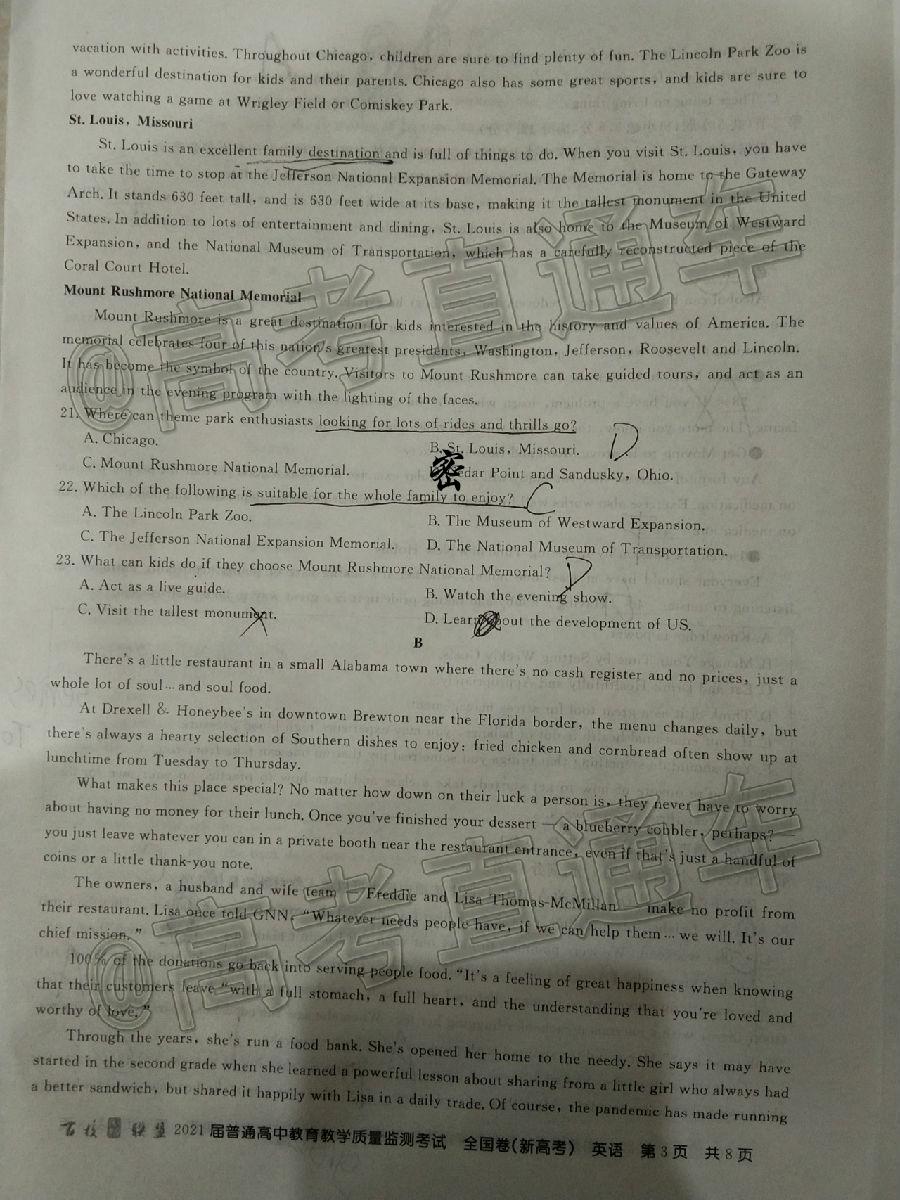 vacation with activities. Throughout Chicago, children are sure to find plenty of fun. The Lincoln Park Zoo is
a wonderful destination for kids and their parents. Chicago also has some great sports, and kids are sure to
love watching a game at Wrigley Field or Comiskey Park.
St. Louis, Missouri
St. Louis is an excellent family destination and is full of things to do. When you visit St. Louis, you have
to take the time to stop at the Jefferson National Expansion Memorial. The Memorial is home to the Gateway
Arch. It stands 630 feet tall, and is 630 feet wide at its base, making it the tallest monument in the United
States. In addition to lots of entertainment and dining, St. Louis is also home to the Museum of Westward
Expansion, and the National Museum of Transportation, which has a carefully reconstructed piece of the
Coral Court Hotel.
Mount Rushmore National Memorial
Mount Rushmore is a great destination for kids interested in the history and values of America. The
memorial celebrates four of this nation's greatest presidents, Washington, Jefferson, Roosevelt and Lincoln.
It has become the symbol of the country. Visitors to Mount Rushmore can take guided tours, and act as an
audience in the evening program with the lighting of the faces.
21. Where can theme park enthusiasts looking for lots of rides and thrills go?
A. Chicago.
B. St. Louis, Missouri. D
C. Mount Rushmore National Memorial.
密 edar Point and Sandusky, Ohio.
22. Which of the following is suitable for the whole family to enjoy? C
A. The Lincoln Park Zoo.
B. The Museum of Westward Expansion.
C. The Jefferson National Expansion Memorial.
D. The National Museum of Transportation.
23. What can kids do if they choose Mount Rushmore National Memorial? D
A. Act as a live guide.
B. Watch the evening show.
C. Visit the tallest monument.
D. Lear out the development of US.
B
There's a little restaurant in a small Alabama town where there's no cash register and no prices, just a
whole lot of soul… and soul food.
At Drexell & Honeybee's in downtown Brewton near the Florida border, the menu changes daily, but
there's always a hearty selection of Southern dishes to enjoy: fried chicken and cornbread often show up at
lunchtime from Tuesday to Thursday.
What makes this place special? No matter how down on their luck a person is, they never have to worry
about having no money for their lunch. Once you've finished your dessert — a blueberry cobbler, perhaps? —
you just leave whatever you can in a private booth near the restaurant entrance, even if that's just a handful of
coins or a little thank-you note.
The owners, a husband and wife team — Freddie and Lisa Thomas-McMillan — make no profit from
their restaurant. Lisa once told GNN, "Whatever needs people have, if we can help them… we will. It's our
chief mission."
100% of the donations go back into serving people food. "It's a feeling of great happiness when knowing
that their customers leave "with a full stomach, a full heart, and the understanding that you're loved and
worthy of love."
Through the years, she's run a food bank. She's opened her home to the needy. She says it may have
started in the second grade when she learned a powerful lesson about sharing from a little girl who always had
a better sandwich, but shared it happily with Lisa in a daily trade. Of course, the pandemic has made running
百校联盟 2021届普通高中教育教学质量监测考试 全国卷(新高考) 英语 第3页 共8页
@高考直通车
@高考直通车